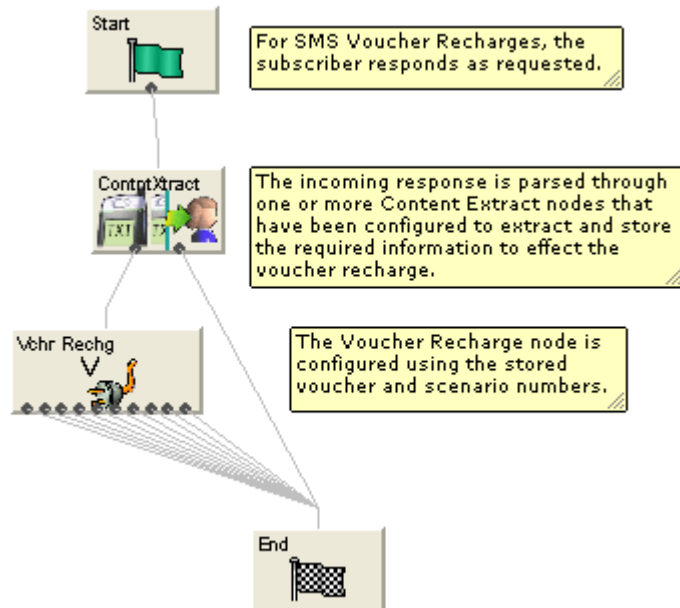 Start
For SMS Voucher Recharges, the
subscriber responds as requested.
ContntXtract
TXT
The incoming response is parsed through
one or more Content Extract nodes that
have been configured to extract and store
the required information to effect the
voucher recharge.
Vchr Rechg
V
The Voucher Recharge node is
configured using the stored
voucher and scenario numbers.
End